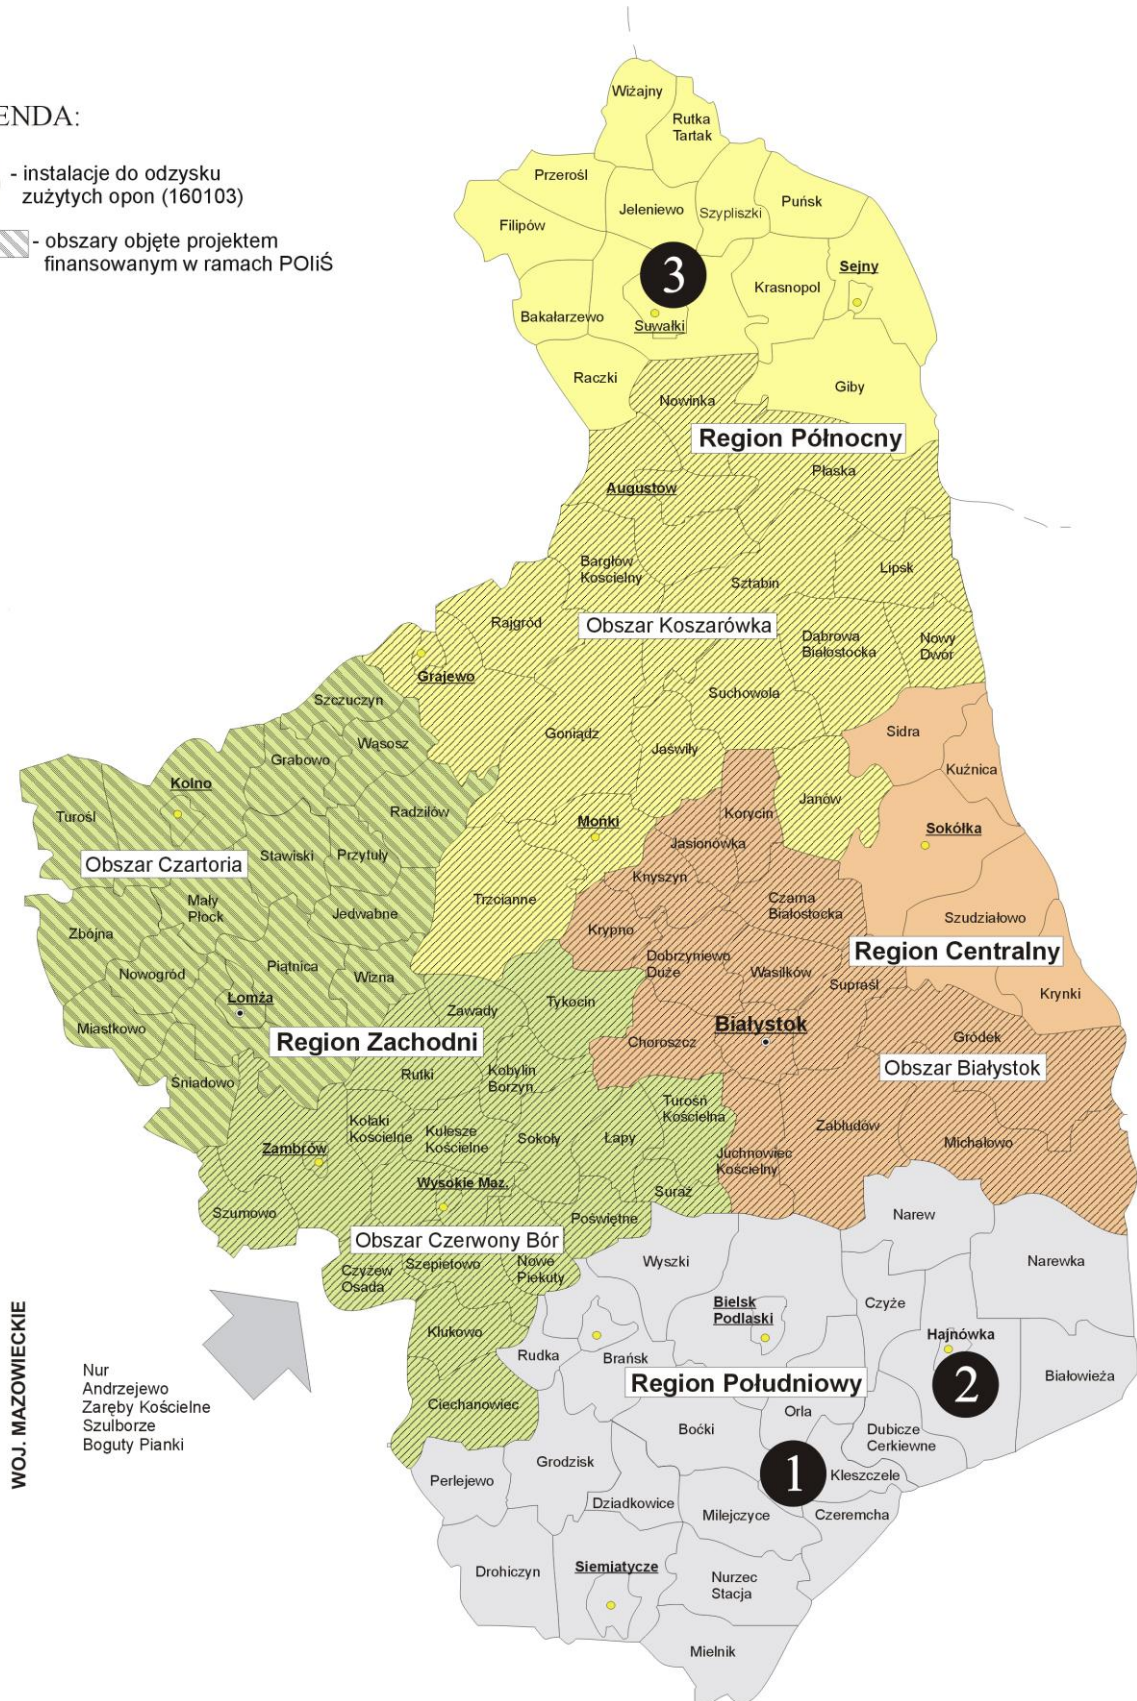 ENDA:
- instalacje do odzysku
zużytych opon (160103)
- obszary objęte projektem
finansowanym w ramach POIiŚ
Wiżajny
Rutka
Tartak
Przerośl
Jeleniewo
Szypliszki
Puńsk
Filipów
3
Sejny
Krasnopol
Bakałarzewo
Suwałki
Raczki
Giby
Nowinka
Region Północny
Płaska
Augustów
Bargłów
Kościelny
Sztabin
Lipsk
Rajgród
Obszar Koszarówka
Dąbrowa
Białostocka
Nowy
Dwór
Grajewo
Szczuczyn
Suchowola
Sidra
Goniądz
Jaświły
Wąsosz
Grabowo
Kuźnica
Kolno
Turośl
Radziłów
Mońki
Korycin
Janów
Sokółka
Jasionówka
Obszar Czartoria
Stawiski
Przytuły
Knyszyn
Trzcianne
Czarna
Białostocka
Mały
Płock
Jedwabne
Szudziałowo
Zbójna
Krypno
Region Centralny
Nowogród
Piątnica
Wizna
Dobrzyniewo
Duże
Wasilków
Supraśl
Krynki
Łomża
Zawady
Tykocin
Miastkowo
Region Zachodni
Białystok
Choroszcz
Gródek
Obszar Białystok
Śniadowo
Rutki
Kobylin
Borzyn
Turośń
Kościelna
Kołaki
Kościelne
Kulesze
Kościelne
Sokoły
Łapy
Zabłudów
Michałowo
Zambrów
Juchnowiec
Kościelny
Wysokie Maz.
Suraż
Szumowo
Poświętne
Narew
Obszar Czerwony Bór
Czyżew
Osada
Szepietowo
Nowe
Piekuty
Wyszki
Narewka
Bielsk
Podlaski
Czyże
Klukowo
Hajnówka
WOJ. MAZOWIECKIE
Nur
Andrzejewo
Zaręby Kościelne
Szulborze
Boguty Pianki
Rudka
Brańsk
Region Południowy
2
Białowieża
Ciechanowiec
Orla
Boćki
Dubicze
Cerkiewne
Grodzisk
1
Kleszczele
Perlejewo
Dziadkowice
Milejczyce
Czeremcha
Drohiczyn
Siemiatycze
Nurzec
Stacja
Mielnik